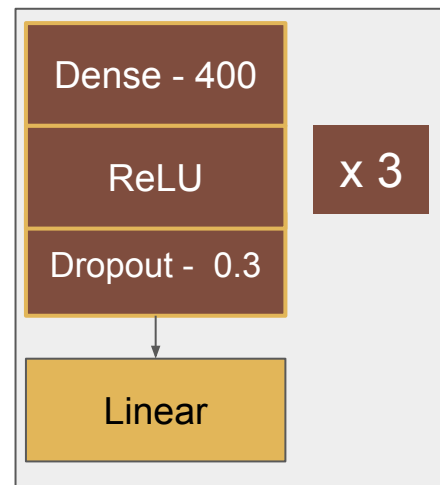 Dense - 400
ReLU
x 3
Dropout - 0.3
Linear